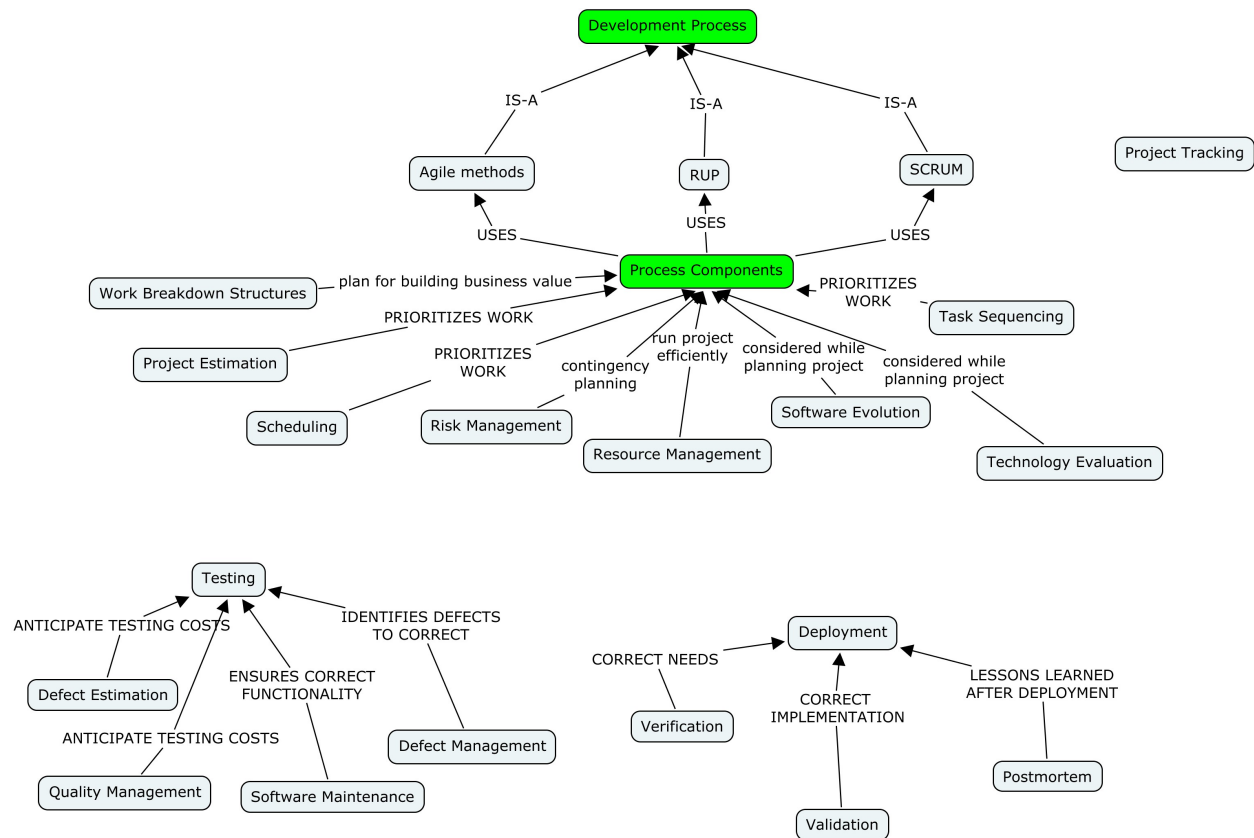 Development Process
IS-A
IS-A
IS-A
Agile methods
RUP
SCRUM
Project Tracking
USES
USES
USES
Process Components
Work Breakdown Structures
plan for building business value
PRIORITIZES
WORK
Task Sequencing
PRIORITIZES WORK
Project Estimation
PRIORITIZES
WORK
Scheduling
contingency
planning
Risk Management
run project
efficiently
Resource Management
considered while
planning project
Software Evolution
considered while
planning project
Technology Evaluation
Testing
ANTICIPATE TESTING COSTS
Defect Estimation
ANTICIPATE TESTING COSTS
Quality Management
ENSURES CORRECT
FUNCTIONALITY
Software Maintenance
IDENTIFIES DEFECTS
TO CORRECT
Defect Management
Deployment
CORRECT NEEDS
Verification
CORRECT
IMPLEMENTATION
Validation
LESSONS LEARNED
AFTER DEPLOYMENT
Postmortem